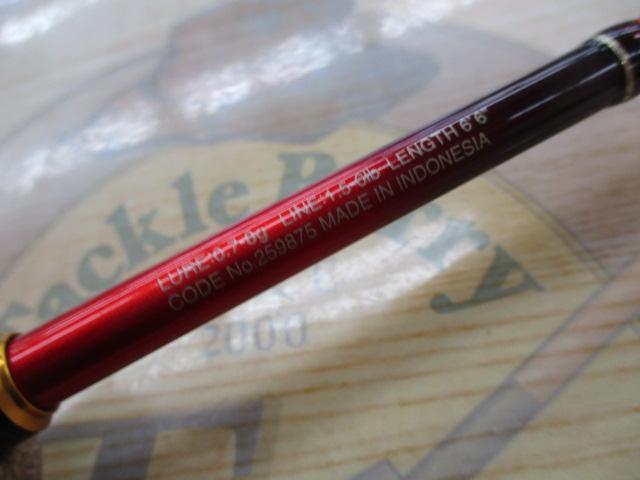 LURE:0.7-8g LINE:1.5-6lb LENGTH 6'6"
CODE No.259875 MADE IN INDONESIA
Tackle Berry
2000